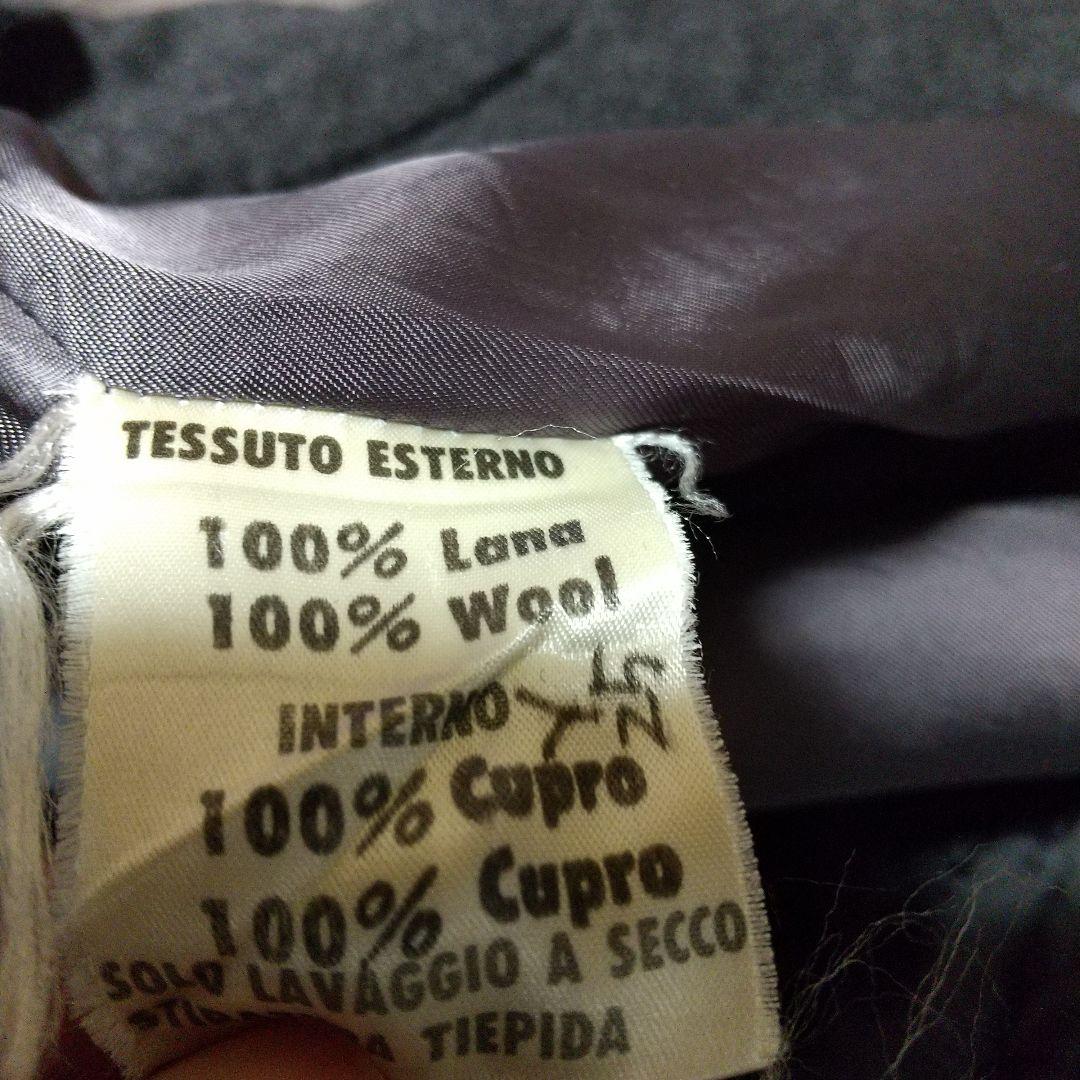 TESSUTO ESTERNO
100% Lana
100% Wool
INTERNO
100% Cupro
100% Cupro
SOLO LAVAGGIO A SECCO
TIEPIDA